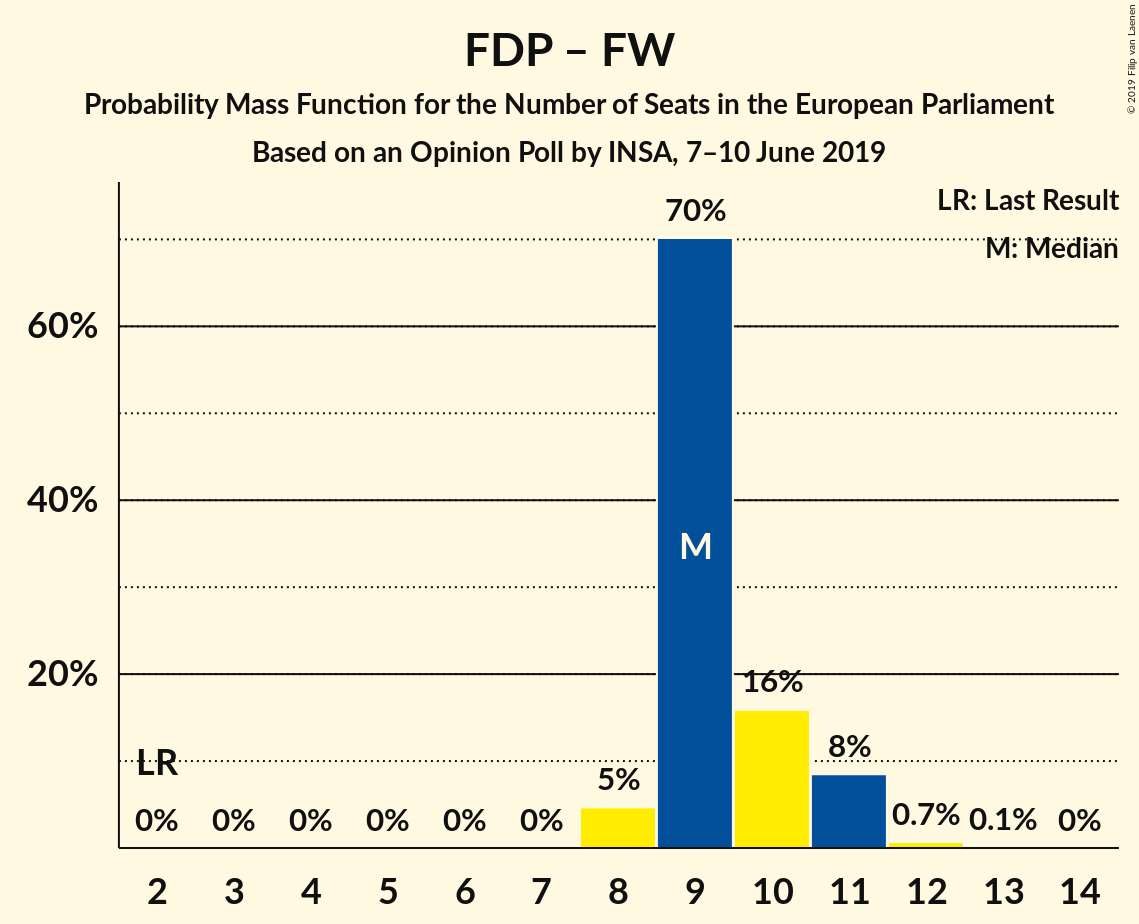 FDP – FW
Probability Mass Function for the Number of Seats in the European Parliament
Based on an Opinion Poll by INSA, 7–10 June 2019
© 2019 Filip van Laenen
LR: Last Result
M: Median
70%
60%
40%
M
20%
16%
LR
8%
5%
0% 0% 0% 0% 0% 0% 0.7% 0.1% 0%
2 3 4 5 6 7 8 9 10 11 12 13 14